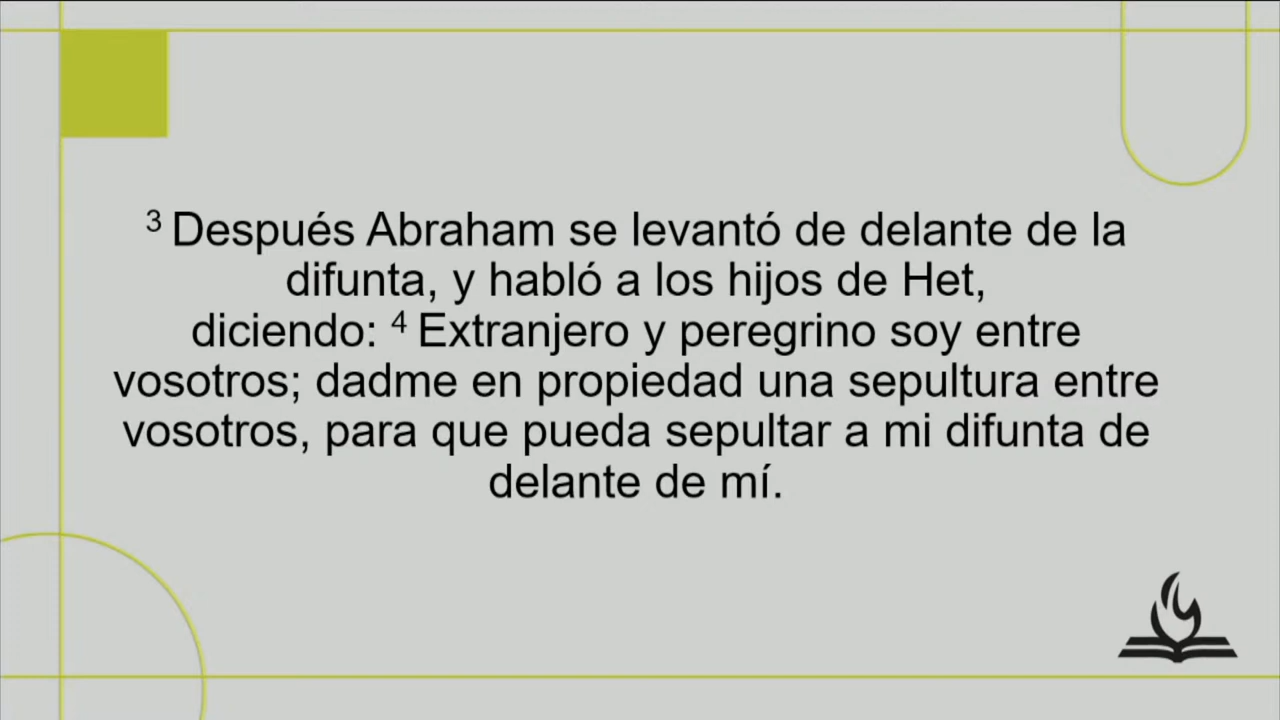 ³ Después Abraham se levantó de delante de la
difunta, y habló a los hijos de Het,
diciendo: ⁴ Extranjero y peregrino soy entre
vosotros; dadme en propiedad una sepultura entre
vosotros, para que pueda sepultar a mi difunta de
delante de mí.